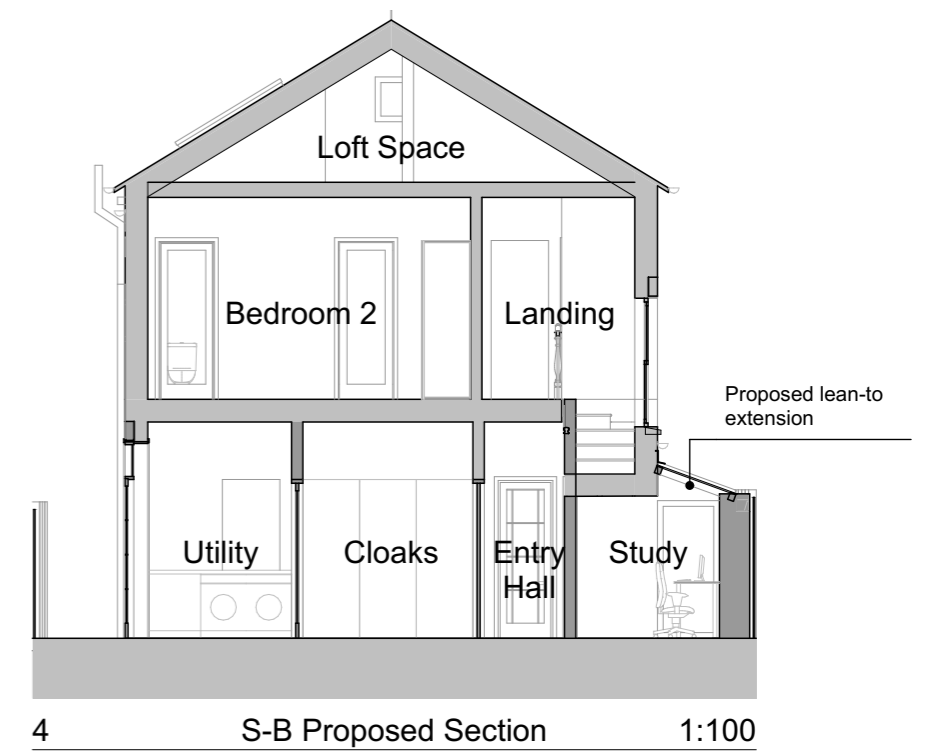 Loft Space
Bedroom 2
Landing
Proposed lean-to
extension
Utility
Cloaks
Entry
Hall
Study
4 S-B Proposed Section 1:100